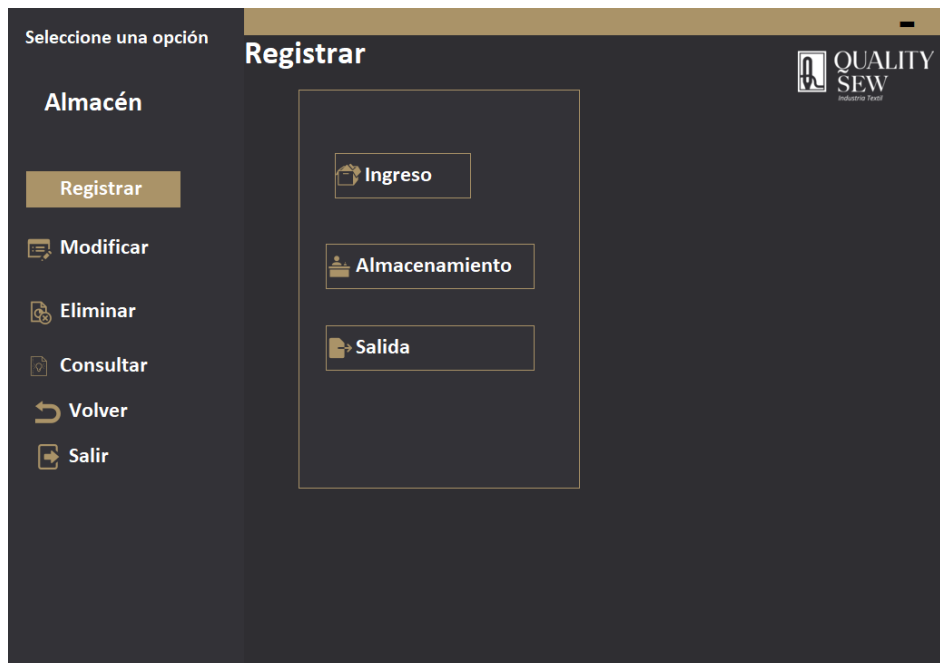 Seleccione una opción
Almacén
Registrar
Modificar
Eliminar
Consultar
Volver
Salir
Registrar
Ingreso
Almacenamiento
Salida
QUALITY
SEW
Industria Textil